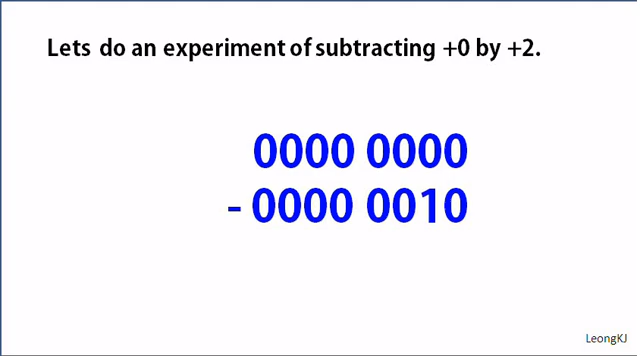 Lets do an experiment of subtracting +0 by +2.
0000 0000
- 0000 0010
LeongKJ